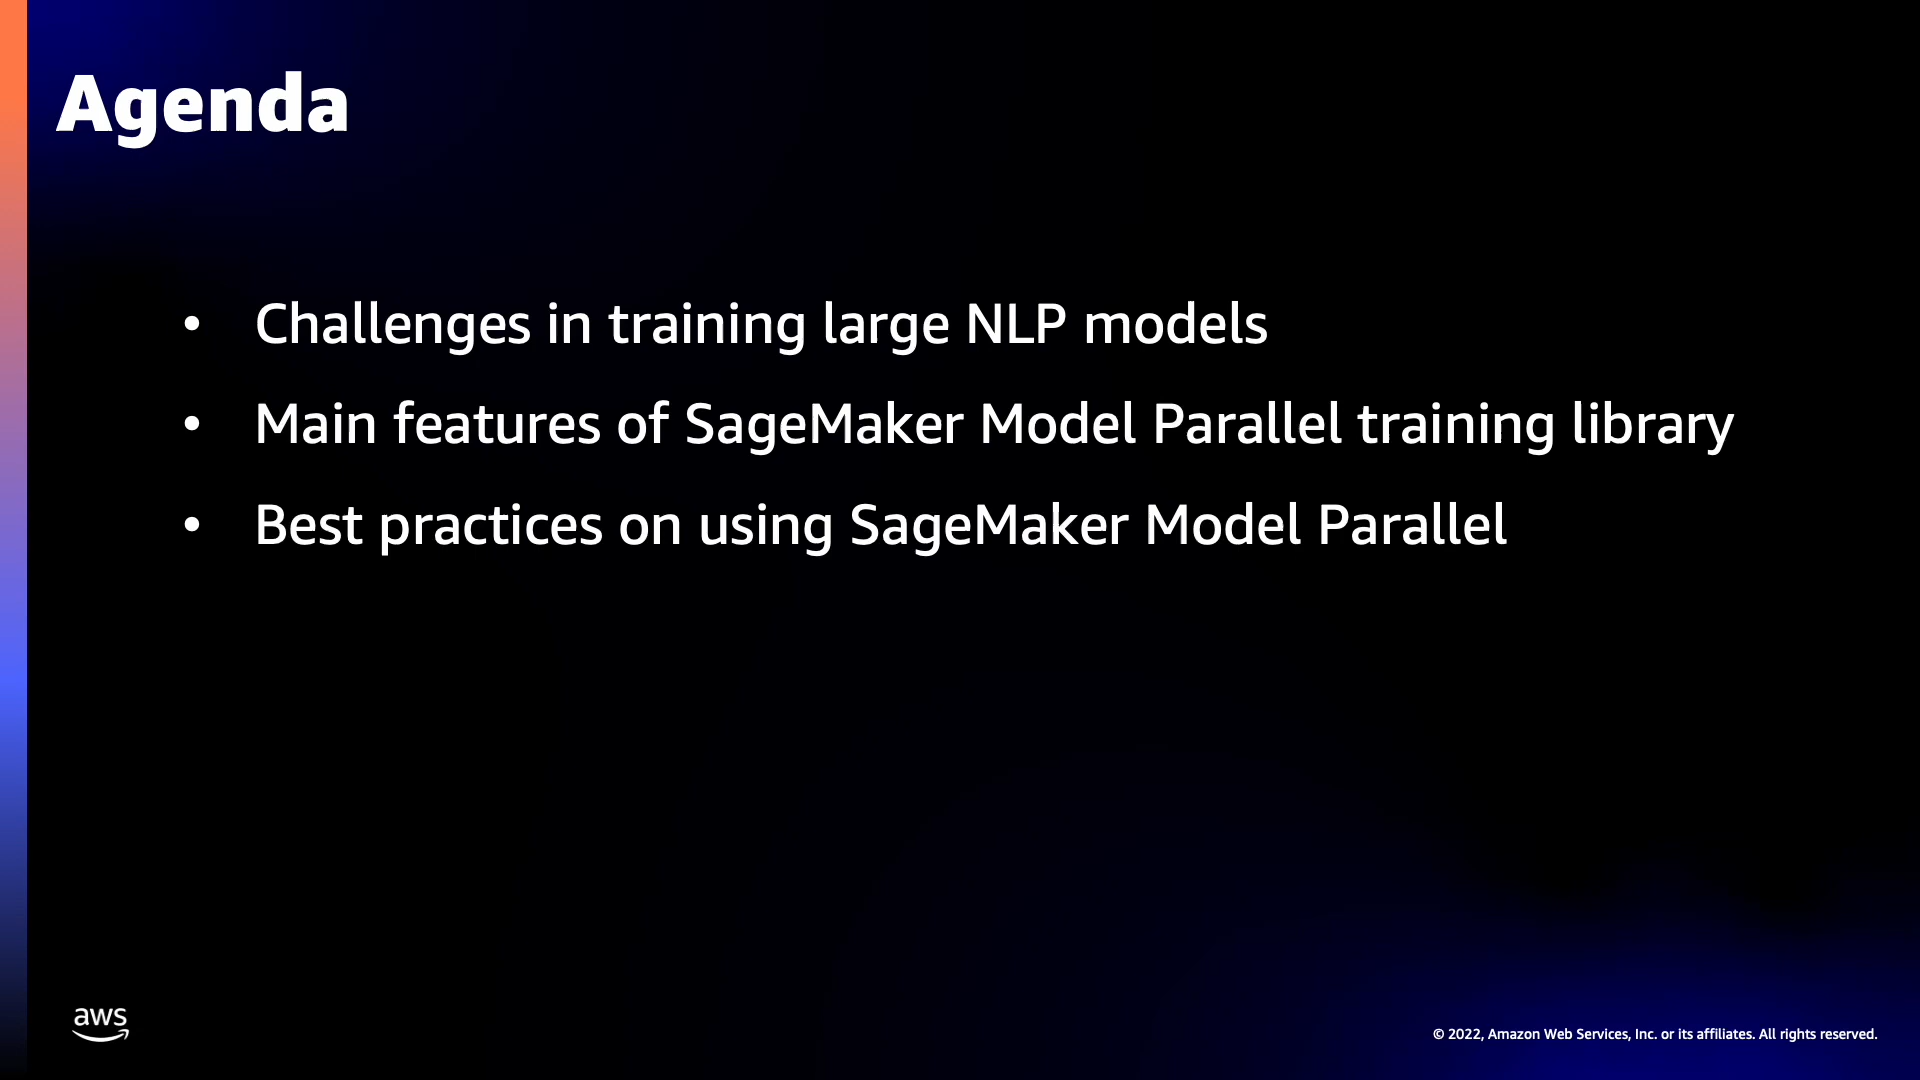 Agenda
• Challenges in training large NLP models
• Main features of SageMaker Model Parallel training library
• Best practices on using SageMaker Model Parallel
aws
© 2022, Amazon Web Services, Inc. or its affiliates. All rights reserved.